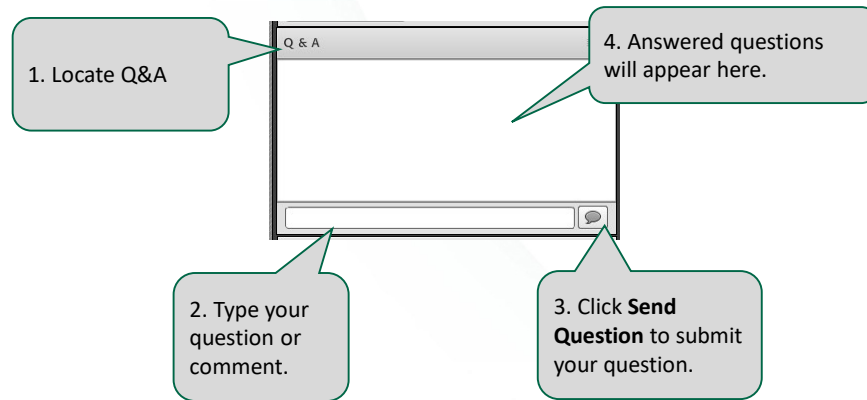 Q & A
1. Locate Q&A
4. Answered questions
will appear here.
2. Type your
question or
comment.
3. Click Send
Question to submit
your question.